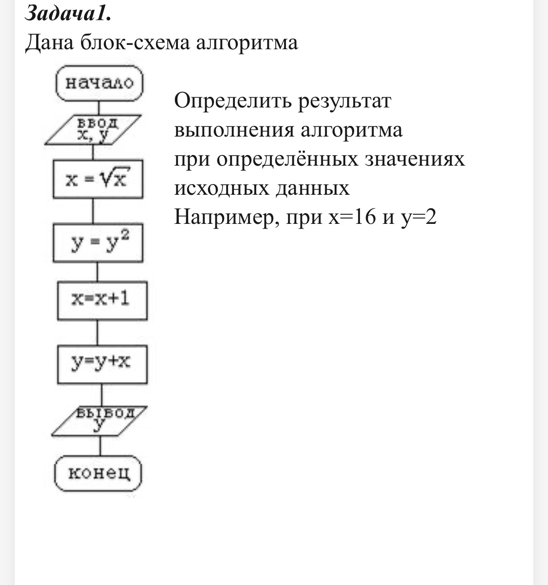 Задача1.
Дана блок-схема алгоритма
начало
ввод
x, y
x = √x
y = y²
x=x+1
y=y+x
вывод
y
конец
Определить результат
выполнения алгоритма
при определённых значениях
исходных данных
Например, при x=16 и y=2